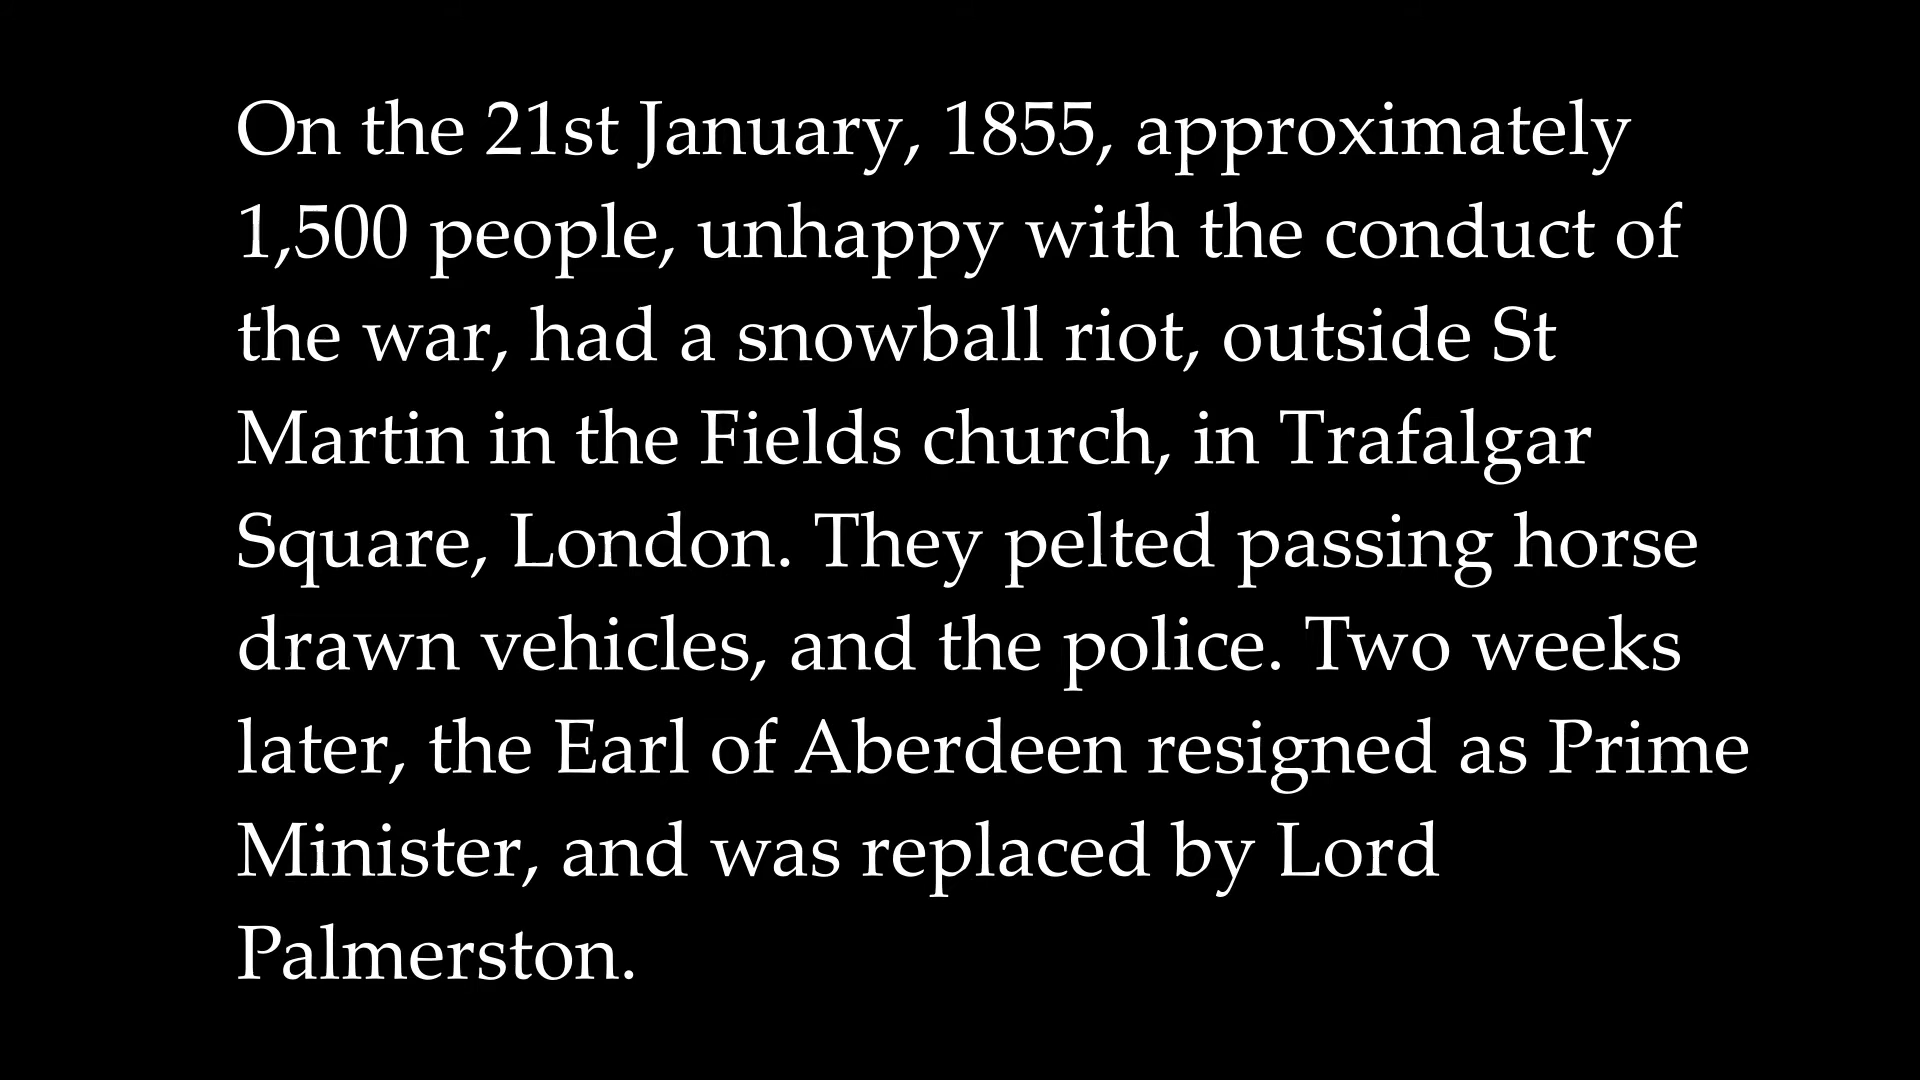 On the 21st January, 1855, approximately
1,500 people, unhappy with the conduct of
the war, had a snowball riot, outside St
Martin in the Fields church, in Trafalgar
Square, London. They pelted passing horse
drawn vehicles, and the police. Two weeks
later, the Earl of Aberdeen resigned as Prime
Minister, and was replaced by Lord
Palmerston.